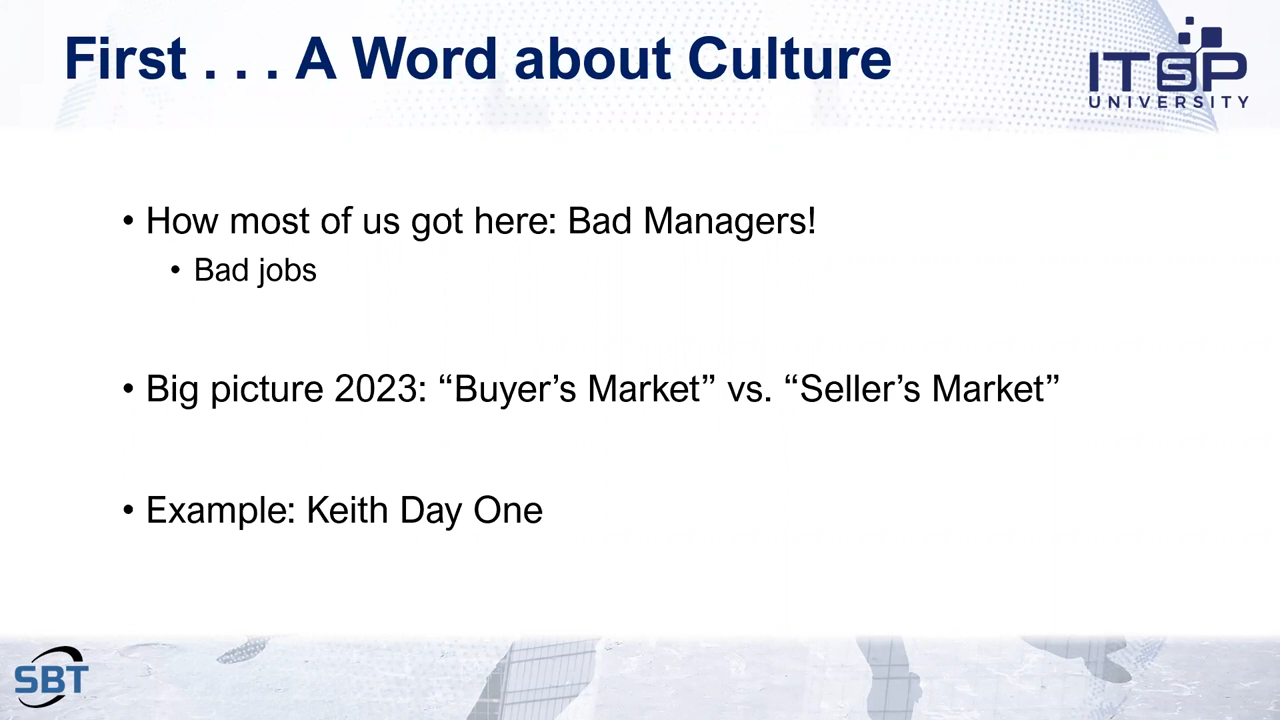 First . . . A Word about Culture
ITSP
UNIVERSITY
• How most of us got here: Bad Managers!
• Bad jobs
• Big picture 2023: “Buyer’s Market” vs. “Seller’s Market”
• Example: Keith Day One
SBT